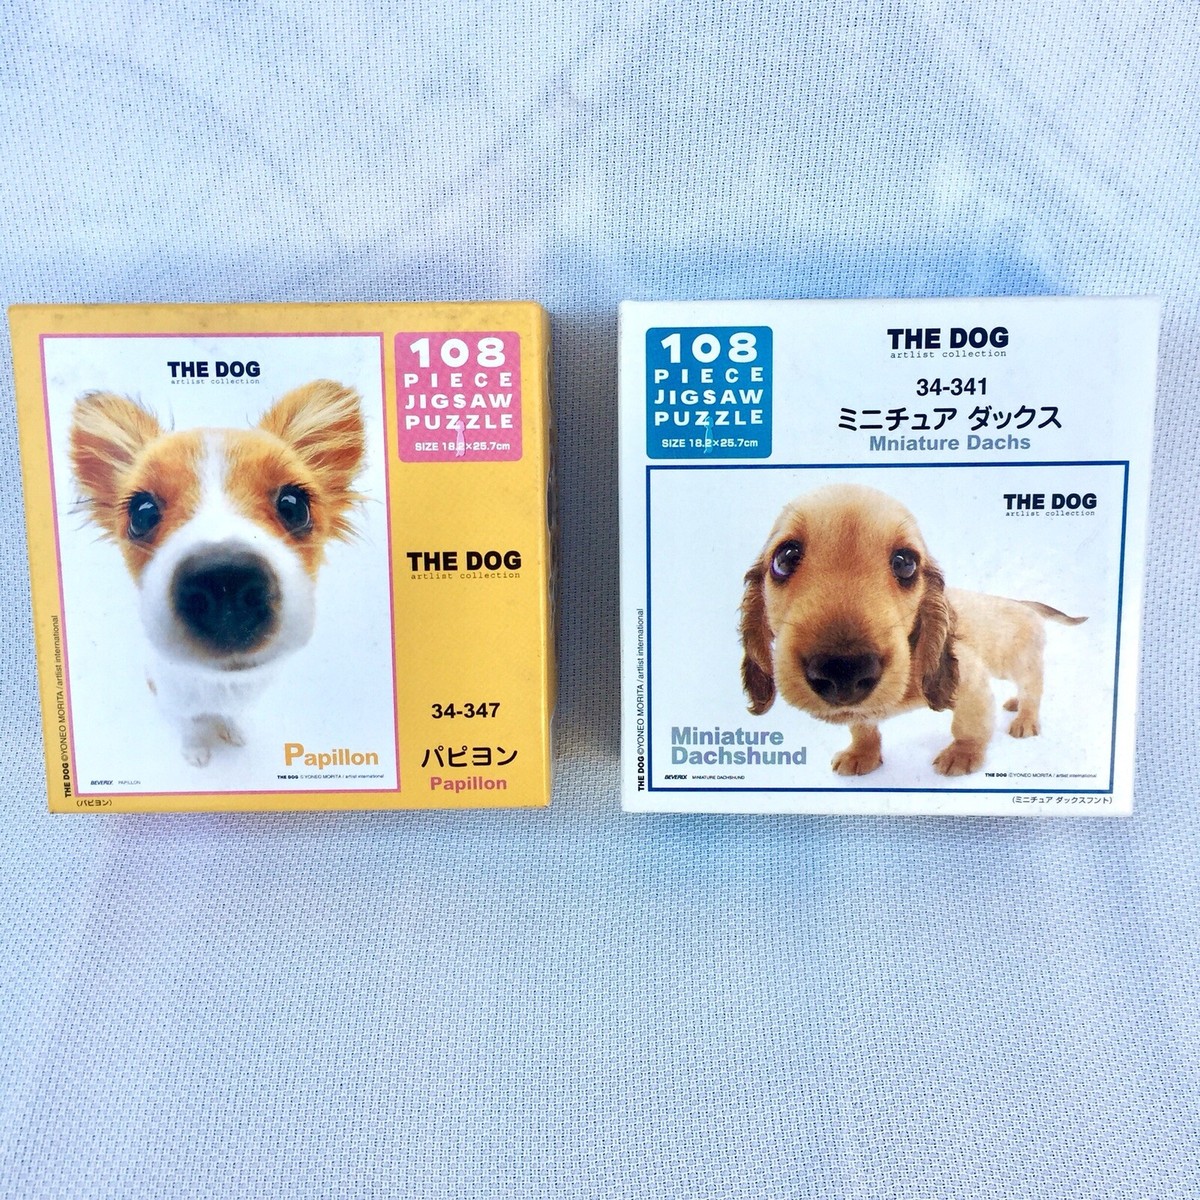 THE DOG
artlist collection
Papillon
BEVERLY. PAPILLON
THE DOG ©YONEO MORITA / artlist international
THE DOG ©YONEO MORITA / artlist international
(パピヨン)
108
PIECE
JIGSAW
PUZZLE
SIZE 18.2×25.7cm
THE DOG
artlist collection
34-347
パピヨン
Papillon
108
PIECE
JIGSAW
PUZZLE
SIZE 18.2×25.7cm
THE DOG
artlist collection
34-341
ミニチュア ダックス
Mniature Dachs
THE DOG
artlist collection
Miniature
Dachshund
BEVERLY. MINIATURE DACHSHUND
THE DOG ©YONEO MORITA / artlist international
THE DOG ©YONEO MORITA / artlist international
(ミニチュア ダックスフント)